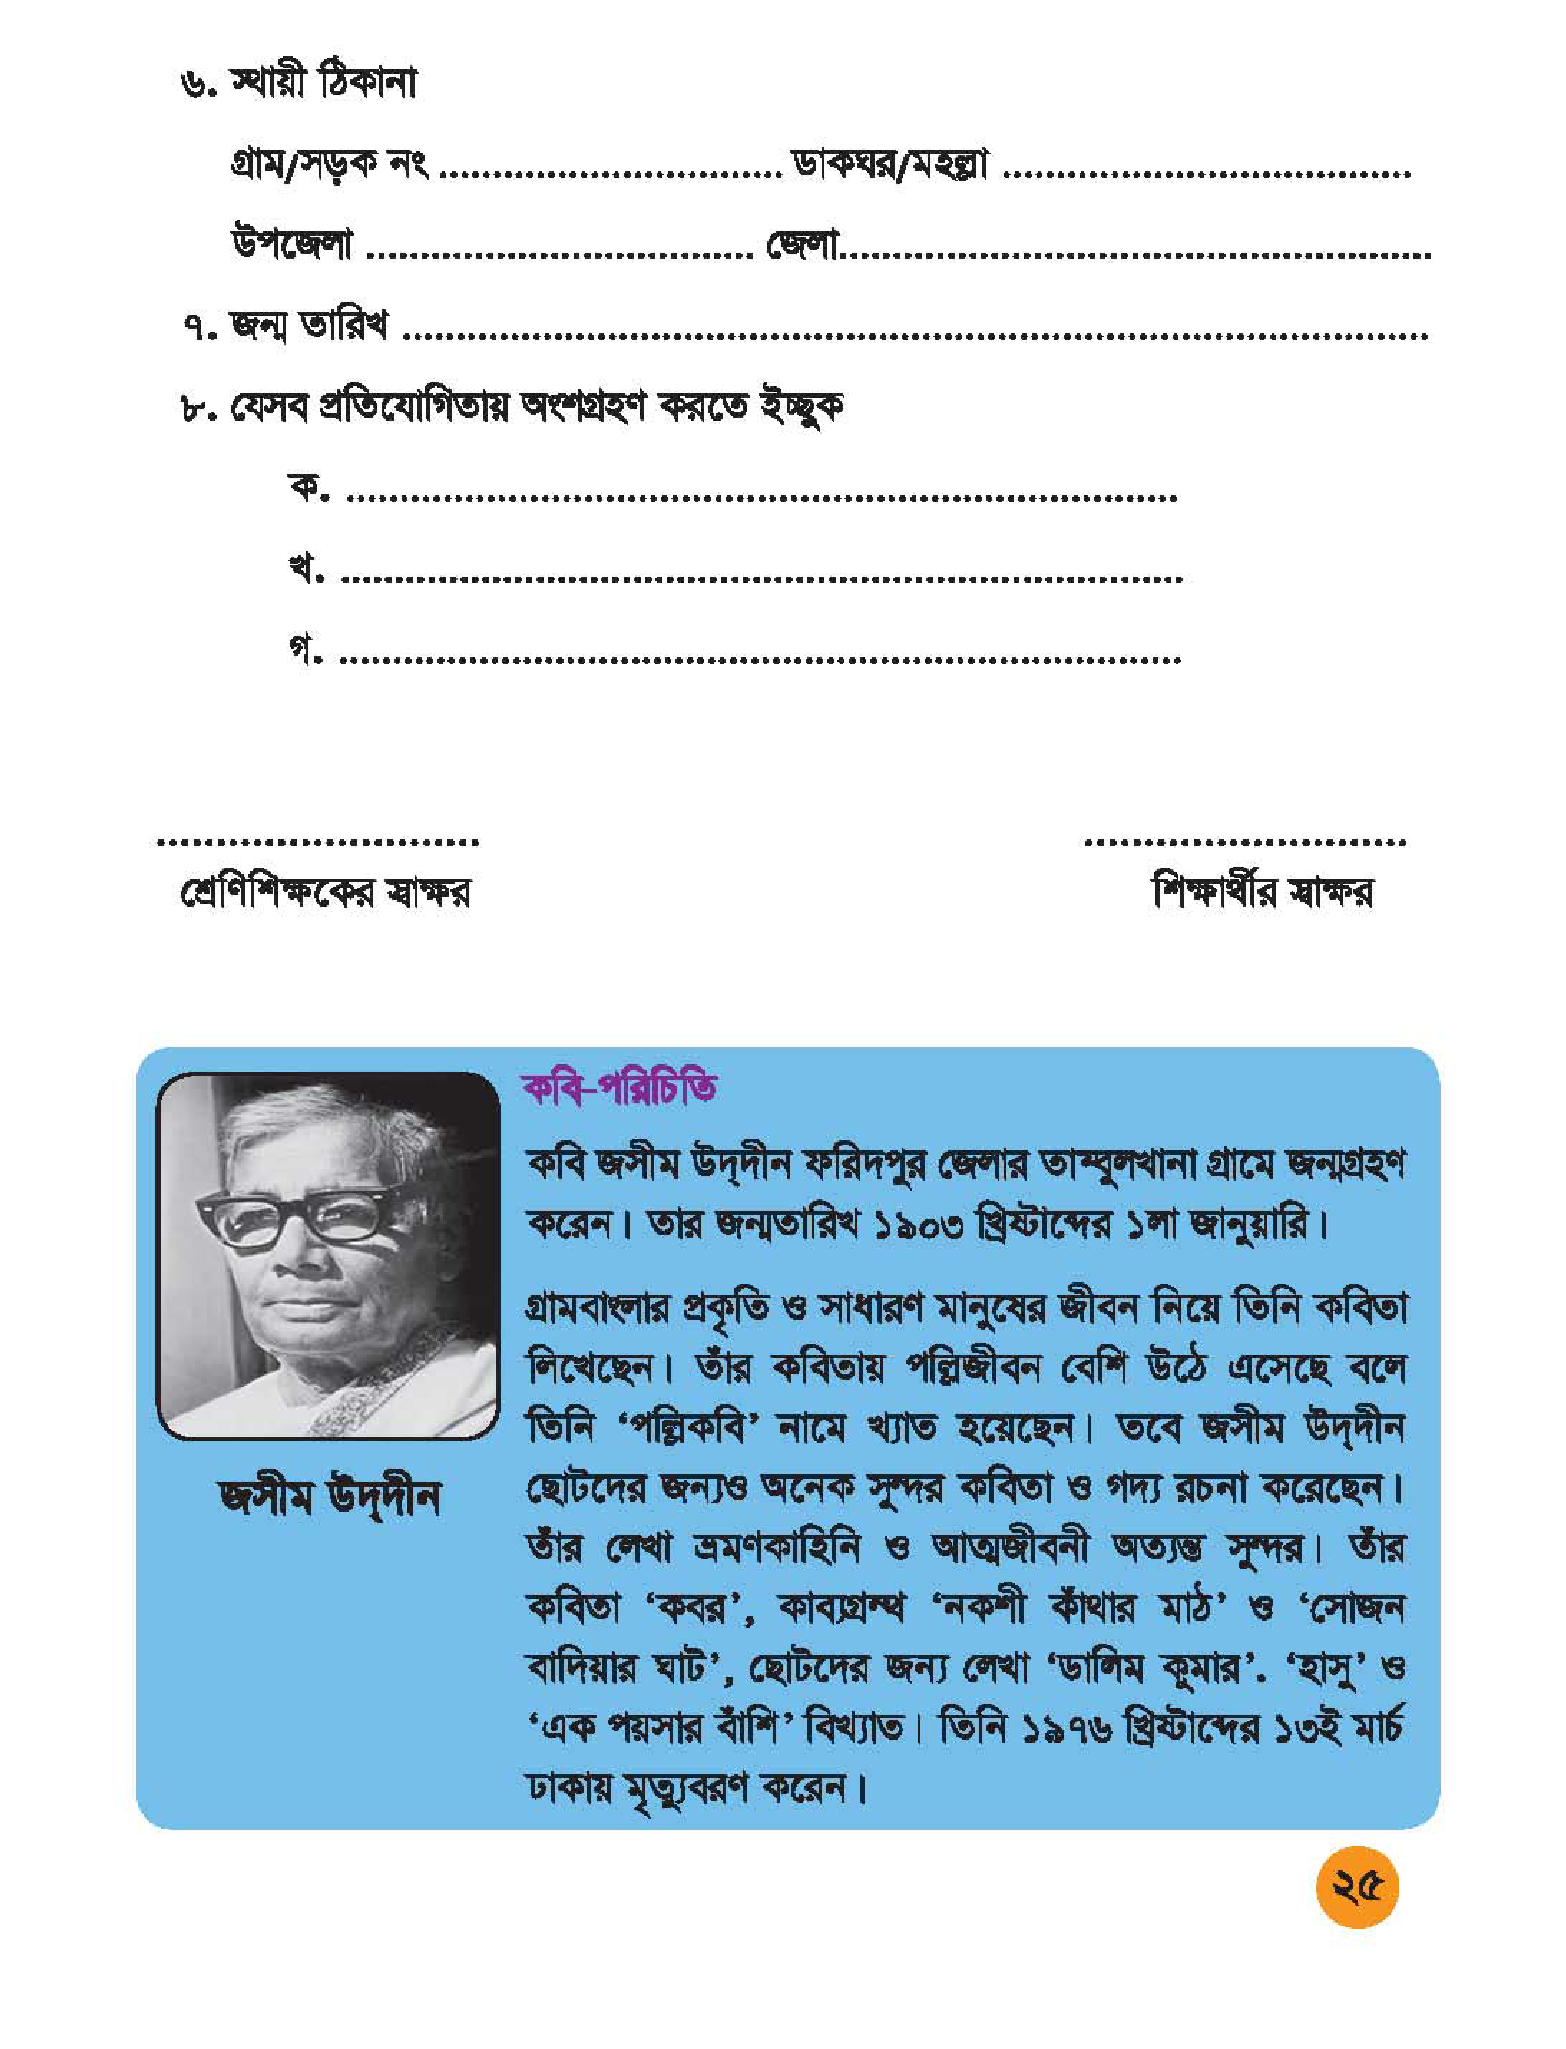 ৬. স্থায়ী ঠিকানা
গ্রাম/সড়ক নং ................................ ডাকঘর/মহল্লা ......................................
উপজেলা .................................... জেলা.......................................................
৭. জন্ম তারিখ ...............................................................................................
৮. যেসব প্রতিযোগিতায় অংশগ্রহণ করতে ইচ্ছুক
ক. .............................................................................
খ. ..............................................................................
গ. ..............................................................................
........................... ...........................
শ্রেণিশিক্ষকের স্বাক্ষর শিক্ষার্থীর স্বাক্ষর
কবি-পরিচিতি
কবি জসীম উদ্‌দীন ফরিদপুর জেলার তাম্বুলখানা গ্রামে জন্মগ্রহণ
করেন। তার জন্মতারিখ ১৯০৩ খ্রিষ্টাব্দের ১লা জানুয়ারি।
গ্রামবাংলার প্রকৃতি ও সাধারণ মানুষের জীবন নিয়ে তিনি কবিতা
লিখেছেন। তাঁর কবিতায় পল্লিজীবন বেশি উঠে এসেছে বলে
তিনি ‘পল্লিকবি’ নামে খ্যাত হয়েছেন। তবে জসীম উদ্‌দীন
ছোটদের জন্যও অনেক সুন্দর কবিতা ও গদ্য রচনা করেছেন।
তাঁর লেখা ভ্রমণকাহিনি ও আত্মজীবনী অত্যন্ত সুন্দর। তাঁর
কবিতা ‘কবর’, কাব্যগ্রন্থ ‘নকশী কাঁথার মাঠ’ ও ‘সোজন
বাদিয়ার ঘাট’, ছোটদের জন্য লেখা ‘ডালিম কুমার’. ‘হাসু’ ও
‘এক পয়সার বাঁশি’ বিখ্যাত। তিনি ১৯৭৬ খ্রিষ্টাব্দের ১৩ই মার্চ
ঢাকায় মৃত্যুবরণ করেন।
জসীম উদ্‌দীন
২৫